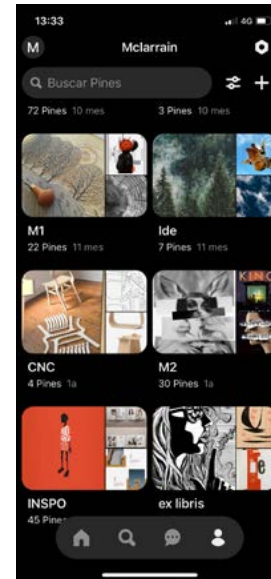 13:33
4G
M
Mclarrain
Buscar Pines
72 Pines 10 mes
3 Pines 10 mes
M1
22 Pines 11 mes
Ide
7 Pines 11 mes
KING
CNC
4 Pines 1a
M2
30 Pines 1a
INSPO
45 Pines
ex libris